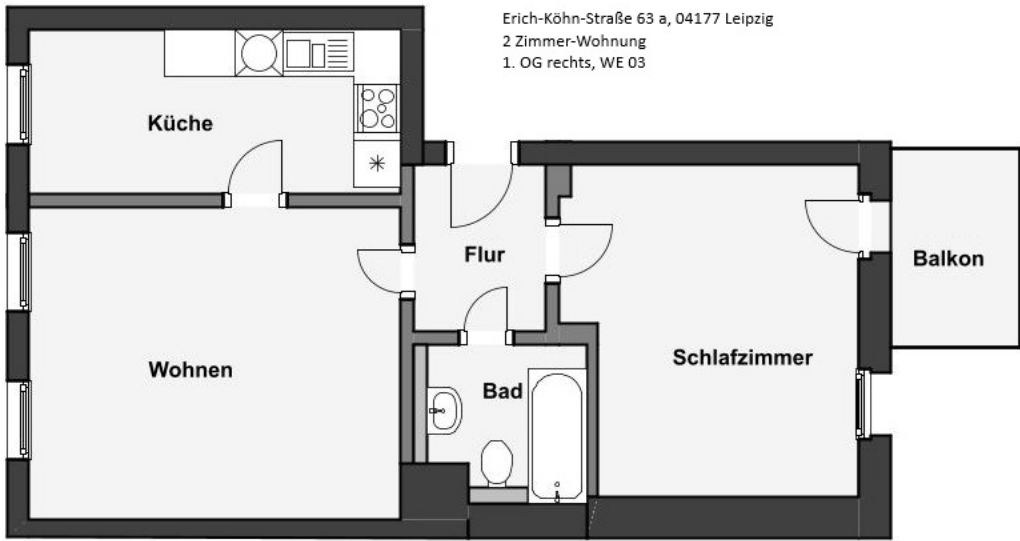 Erich-Köhn-Straße 63 a, 04177 Leipzig
2 Zimmer-Wohnung
1. OG rechts, WE 03
Küche
Flur
Balkon
Wohnen
Schlafzimmer
Bad